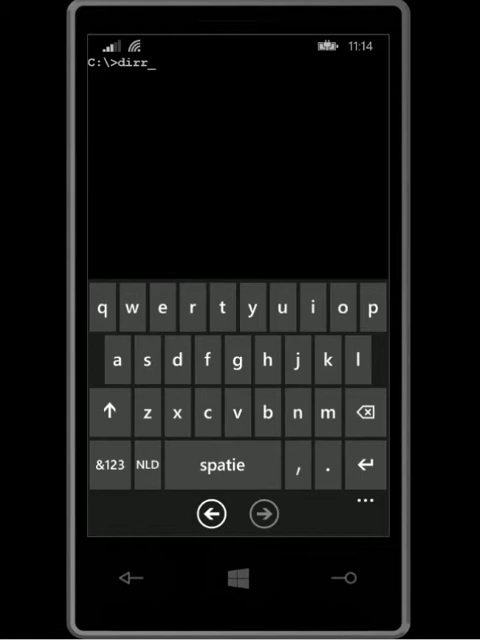 11:14
C:\>dirr_
q w e r t y u i o p
a s d f g h j k l
z x c v b n m
&123 NLD spatie , .
...